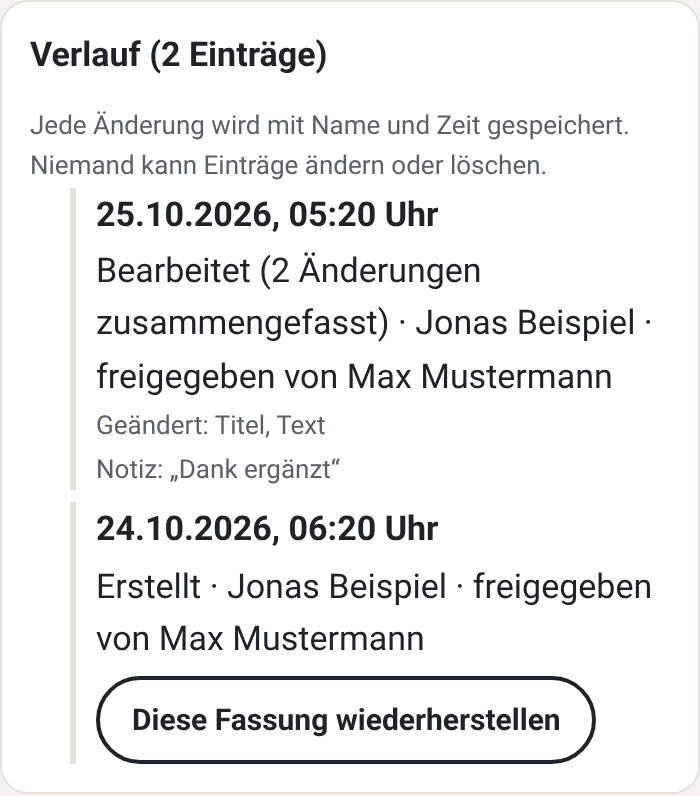 Verlauf (2 Einträge)
Jede Änderung wird mit Name und Zeit gespeichert.
Niemand kann Einträge ändern oder löschen.
25.10.2026, 05:20 Uhr
Bearbeitet (2 Änderungen
zusammengefasst) · Jonas Beispiel ·
freigegeben von Max Mustermann
Geändert: Titel, Text
Notiz: „Dank ergänzt“
24.10.2026, 06:20 Uhr
Erstellt · Jonas Beispiel · freigegeben
von Max Mustermann
Diese Fassung wiederherstellen